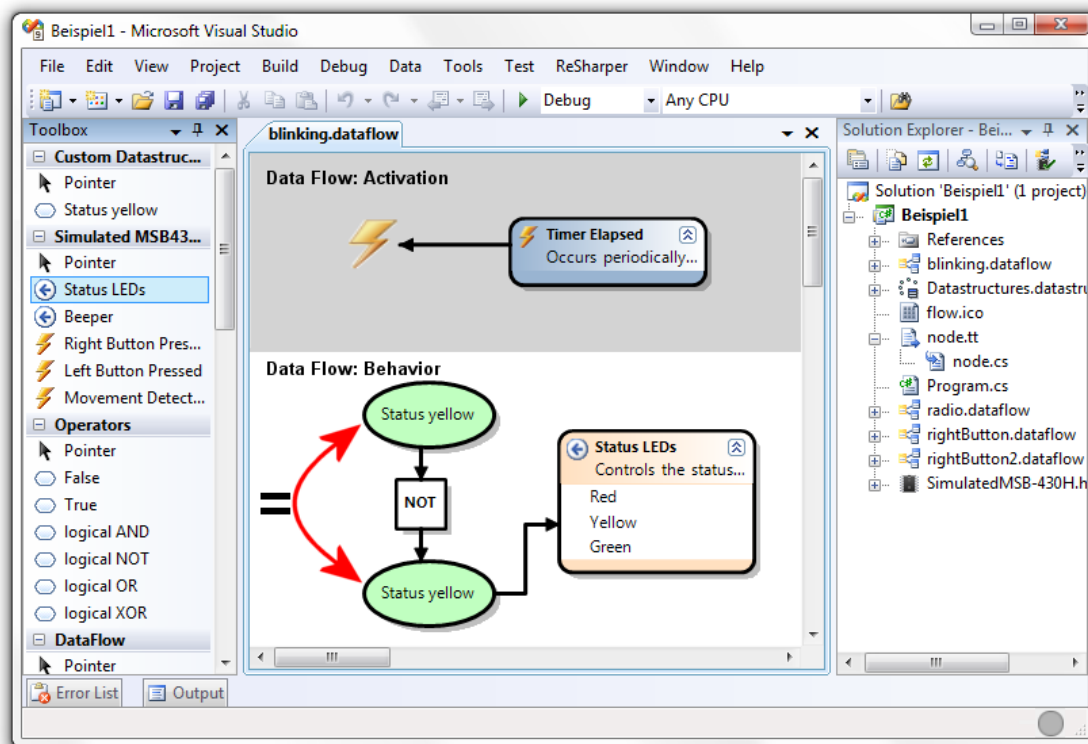 Beispiel1 - Microsoft Visual Studio
File Edit View Project Build Debug Data Tools Test ReSharper Window Help
Debug Any CPU
Toolbox
Custom Datastruc...
Pointer
Status yellow
Simulated MSB43...
Pointer
Status LEDs
Beeper
Right Button Pres...
Left Button Pressed
Movement Detect...
Operators
Pointer
False
True
logical AND
logical NOT
logical OR
logical XOR
DataFlow
Pointer
blinking.dataflow
Data Flow: Activation
Timer Elapsed
Occurs periodically...
Data Flow: Behavior
Status yellow
=
NOT
Status yellow
Status LEDs
Controls the status...
Red
Yellow
Green
Solution Explorer - Bei...
Solution 'Beispiel1' (1 project)
Beispiel1
References
blinking.dataflow
Datastructures.datastru
flow.ico
node.tt
node.cs
Program.cs
radio.dataflow
rightButton.dataflow
rightButton2.dataflow
SimulatedMSB-430H.h
Error List Output